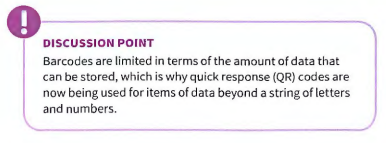 !
DISCUSSION POINT
Barcodes are limited in terms of the amount of data that
can be stored, which is why quick response (QR) codes are
now being used for items of data beyond a string of letters
and numbers.